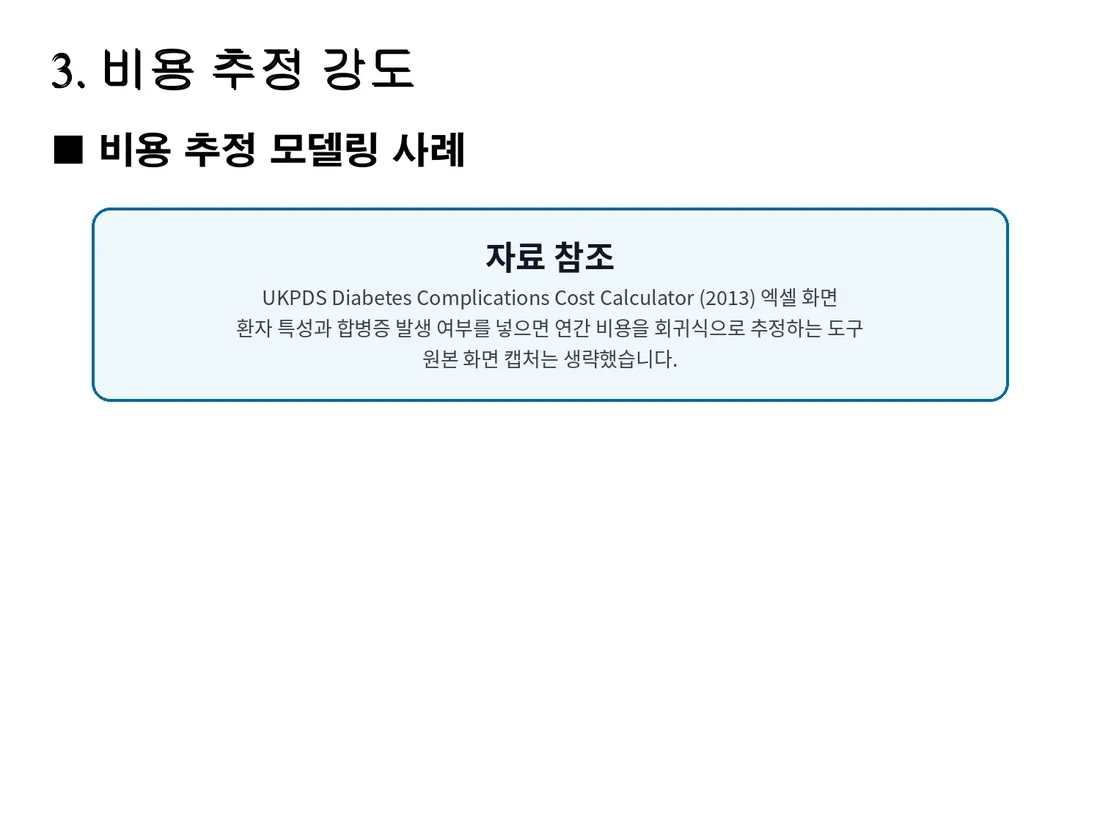 3. 비용 추정 강도
■ 비용 추정 모델링 사례
자료 참조
UKPDS Diabetes Complications Cost Calculator (2013) 엑셀 화면
환자 특성과 합병증 발생 여부를 넣으면 연간 비용을 회귀식으로 추정하는 도구
원본 화면 캡처는 생략했습니다.